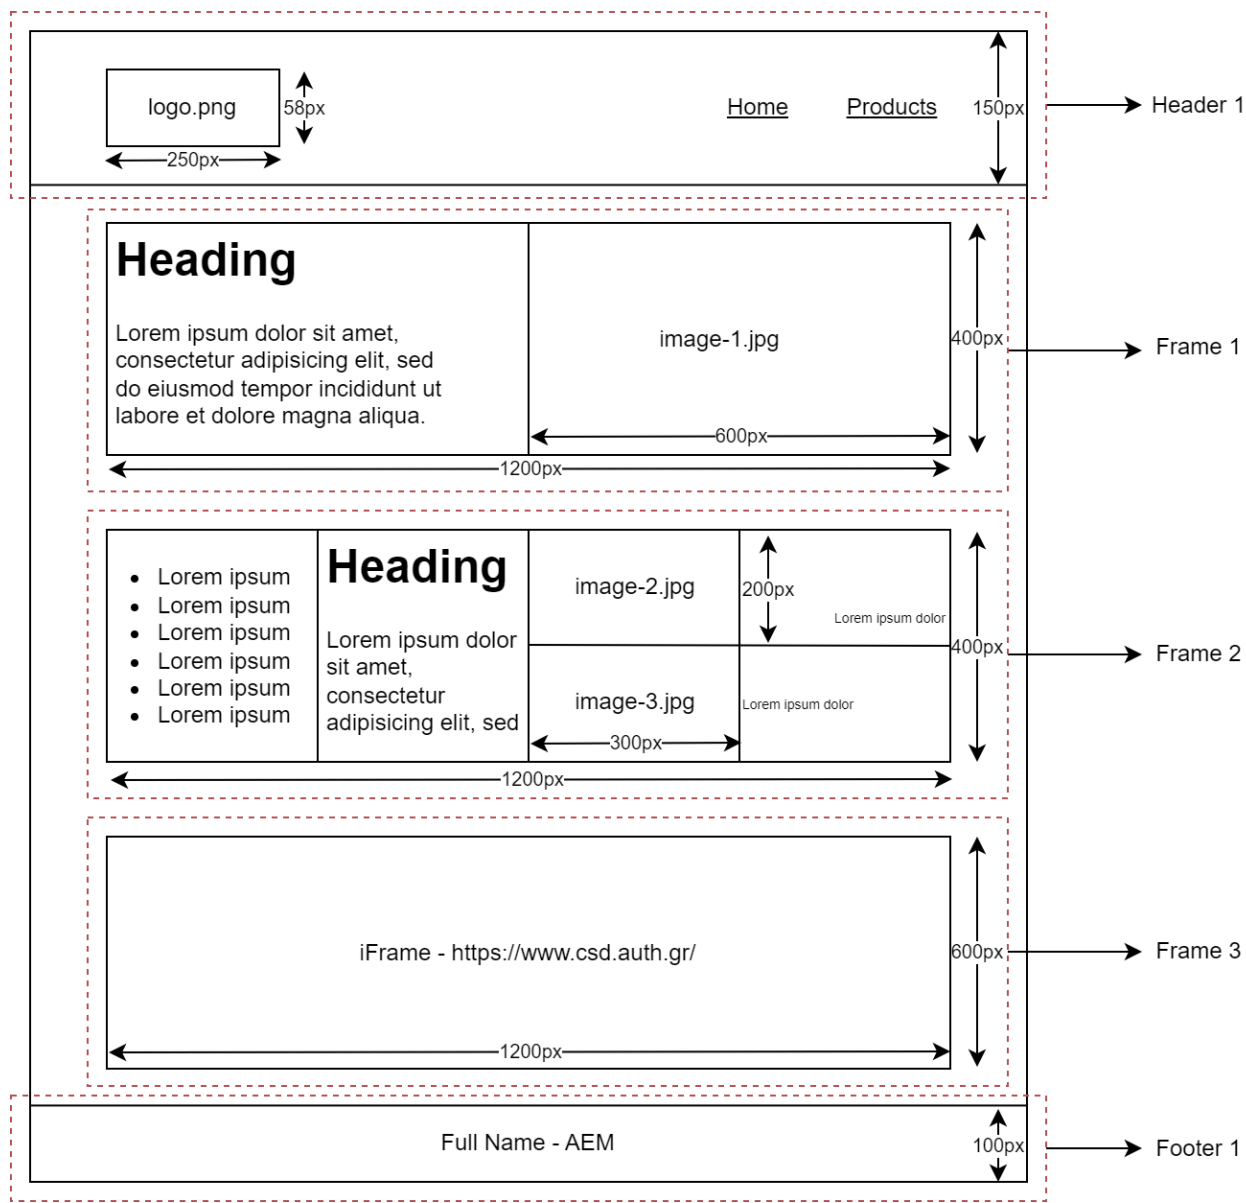 logo.png
58px
250px
Home
Products
150px
Header 1
Heading
Lorem ipsum dolor sit amet,
consectetur adipisicing elit, sed
do eiusmod tempor incididunt ut
labore et dolore magna aliqua.
image-1.jpg
600px
400px
1200px
Frame 1
• Lorem ipsum
• Lorem ipsum
• Lorem ipsum
• Lorem ipsum
• Lorem ipsum
• Lorem ipsum
Heading
Lorem ipsum dolor
sit amet,
consectetur
adipisicing elit, sed
image-2.jpg
200px
Lorem ipsum dolor
image-3.jpg
300px
Lorem ipsum dolor
400px
1200px
Frame 2
iFrame - https://www.csd.auth.gr/
600px
1200px
Frame 3
Full Name - AEM
100px
Footer 1